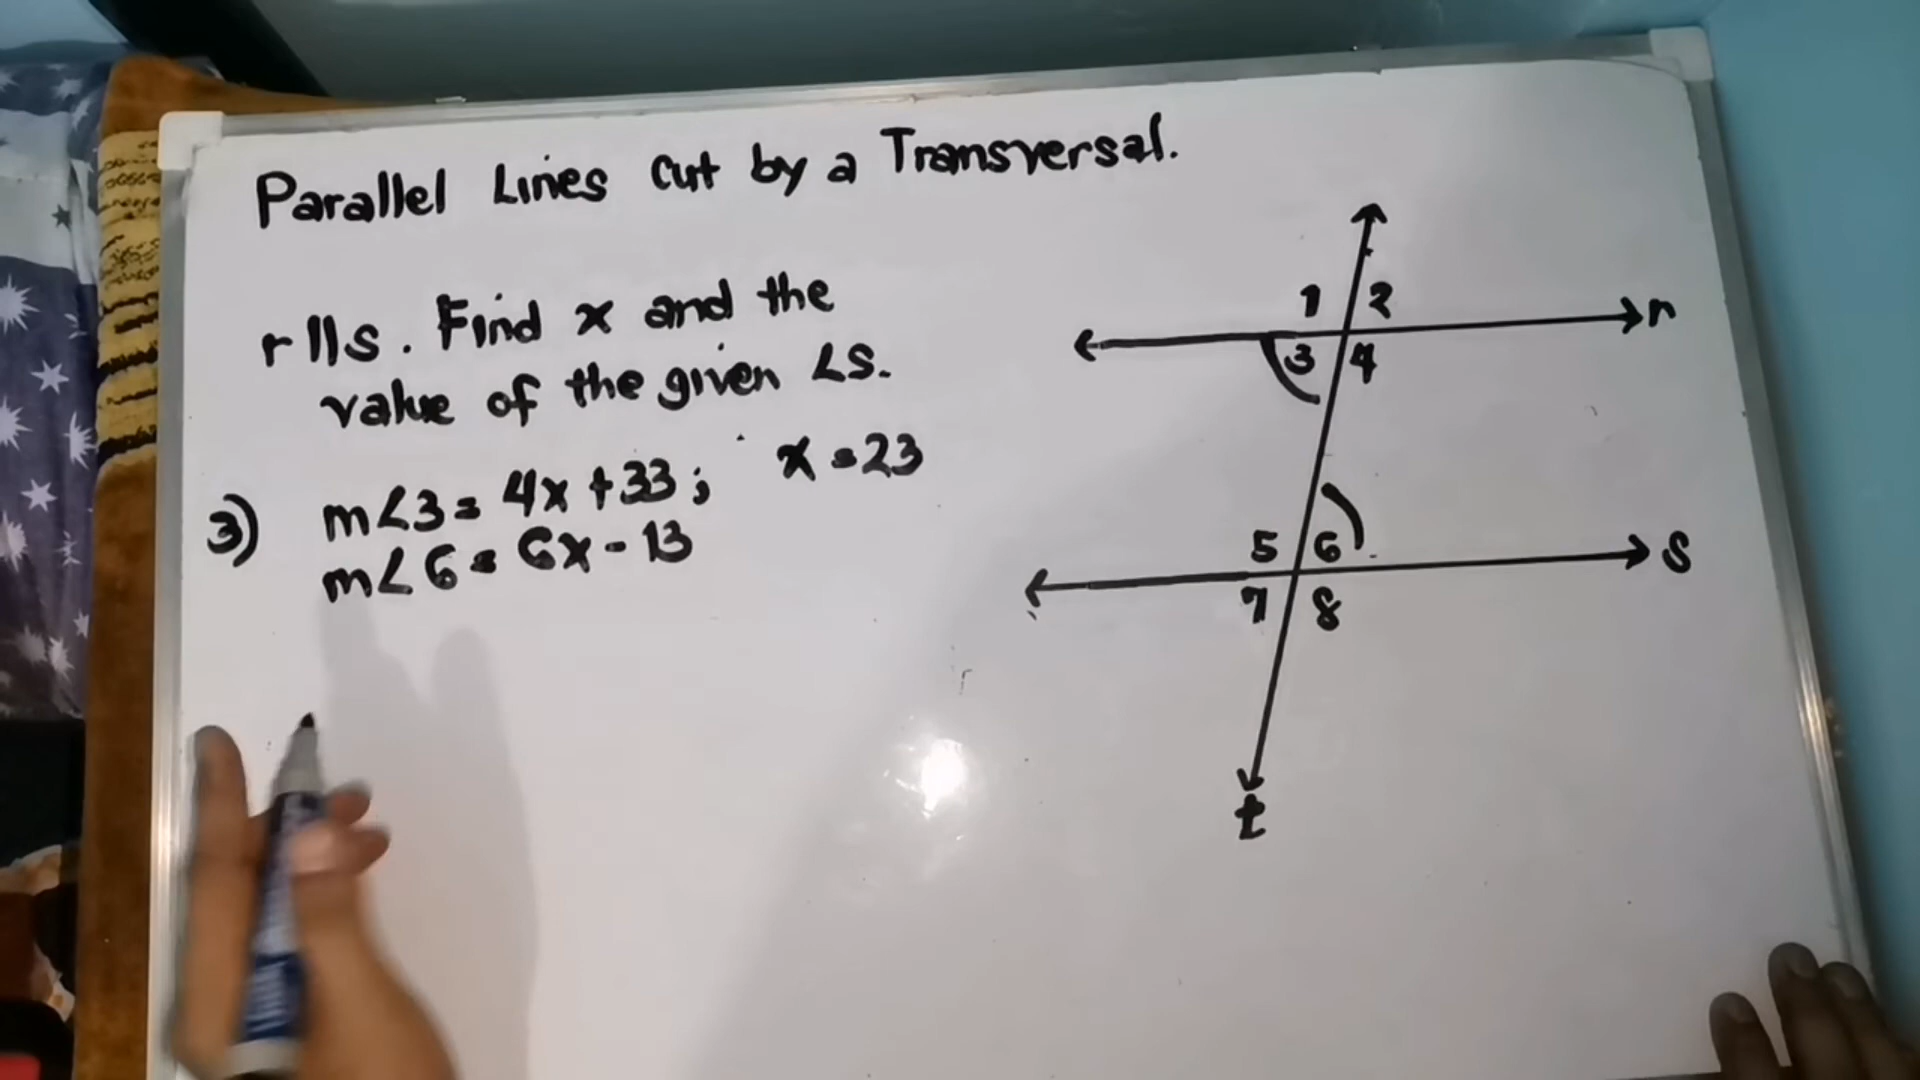 Parallel Lines cut by a Transversal.
r||s. Find x and the
value of the given ∠s.
3) m∠3 = 4x + 33; x = 23
m∠6 = 6x - 13
1 2
r
3 4
5 6
s
7 8
t